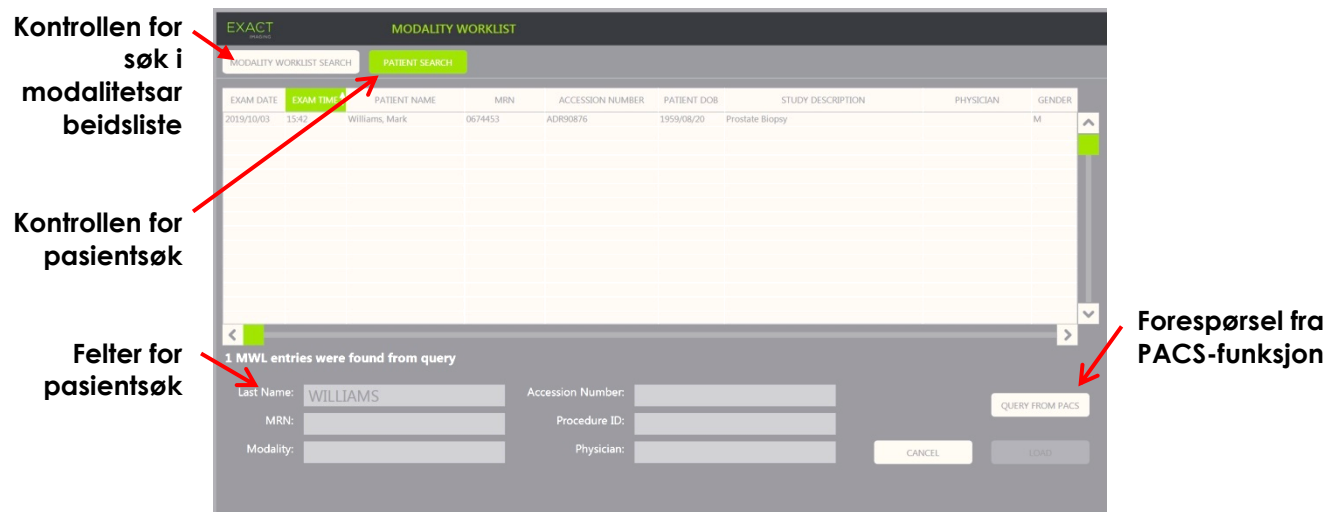 Kontrollen for
søk i
modalitetsar
beidsliste
Kontrollen for
pasientsøk
Felter for
pasientsøk
EXACT
IMAGING
MODALITY WORKLIST
MODALITY WORKLIST SEARCH
PATIENT SEARCH
EXAM DATE EXAM TIME PATIENT NAME MRN ACCESSION NUMBER PATIENT DOB STUDY DESCRIPTION PHYSICIAN GENDER
2019/10/03 15:42 Williams, Mark 0674453 ADR90876 1959/08/20 Prostate Biopsy M
1 MWL entries were found from query
Last Name: WILLIAMS Accession Number:
QUERY FROM PACS
MRN: Procedure ID:
Modality: Physician:
CANCEL LOAD
Forespørsel fra
PACS-funksjon